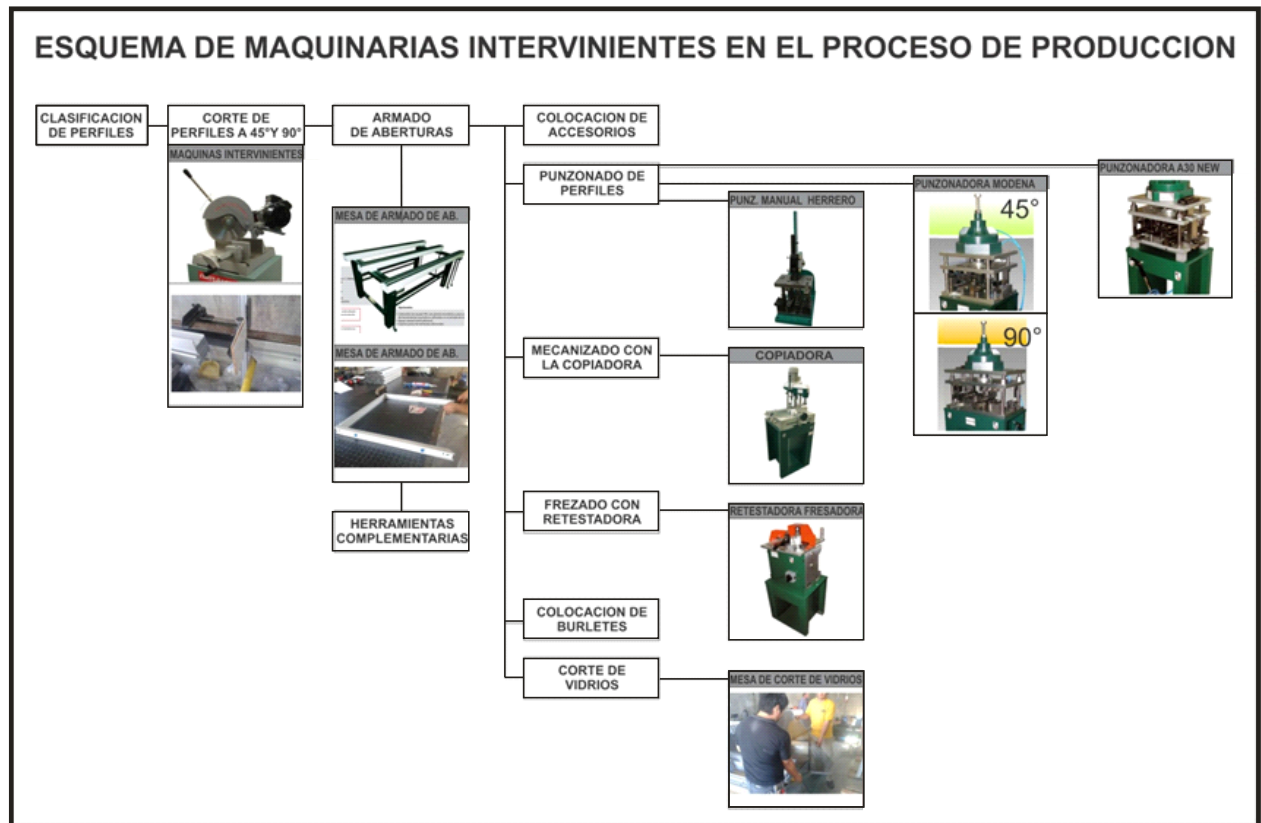 ESQUEMA DE MAQUINARIAS INTERVINIENTES EN EL PROCESO DE PRODUCCION
CLASIFICACION
DE PERFILES
CORTE DE
PERFILES A 45°Y 90°
MAQUINAS INTERVINIENTES
ARMADO
DE ABERTURAS
MESA DE ARMADO DE AB.
MESA DE ARMADO DE AB.
HERRAMIENTAS
COMPLEMENTARIAS
COLOCACION DE
ACCESORIOS
PUNZONADO DE
PERFILES
PUNZ. MANUAL HERRERO
PUNZONADORA MODENA
45°
90°
PUNZONADORA A30 NEW
MECANIZADO CON
LA COPIADORA
COPIADORA
FREZADO CON
RETESTADORA
RETESTADORA FRESADORA
COLOCACION DE
BURLETES
CORTE DE
VIDRIOS
MESA DE CORTE DE VIDRIOS